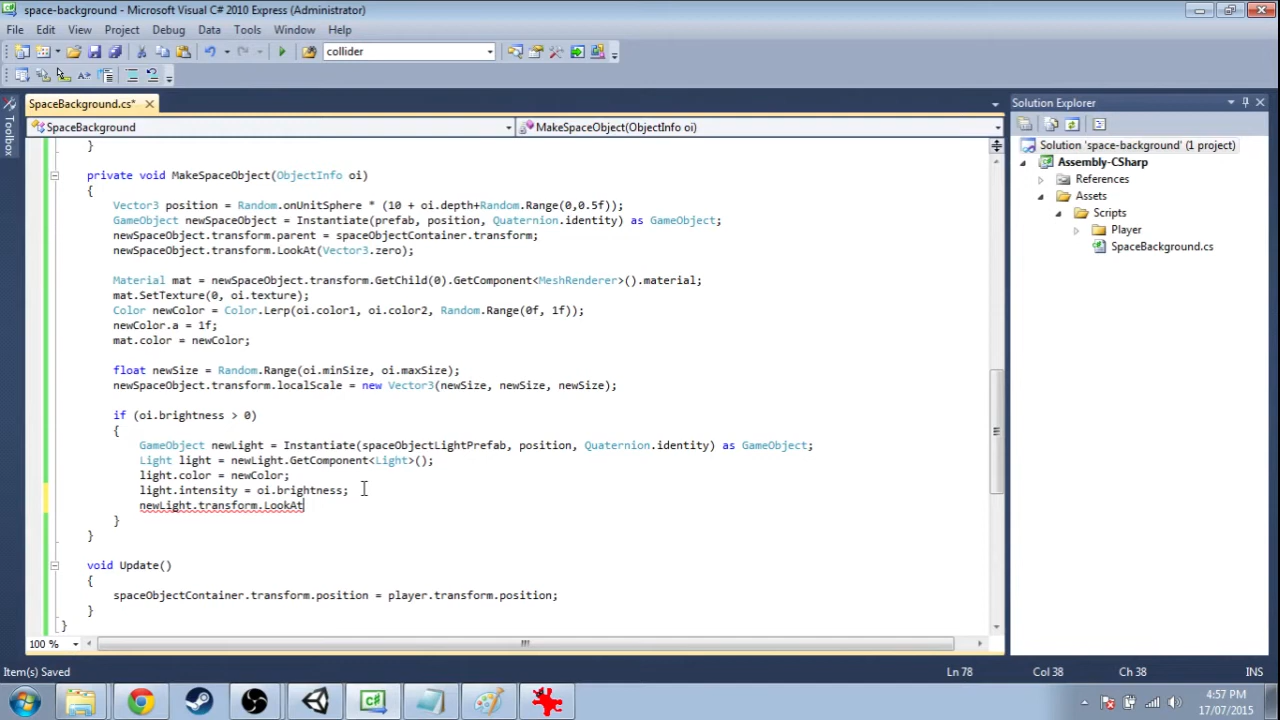 space-background - Microsoft Visual C# 2010 Express (Administrator)
File Edit View Project Debug Data Tools Window Help
collider
SpaceBackground.cs*
Solution Explorer
SpaceBackground
MakeSpaceObject(ObjectInfo oi)
Toolbox
}
private void MakeSpaceObject(ObjectInfo oi)
{
Vector3 position = Random.onUnitSphere * (10 + oi.depth+Random.Range(0,0.5f));
GameObject newSpaceObject = Instantiate(prefab, position, Quaternion.identity) as GameObject;
newSpaceObject.transform.parent = spaceObjectContainer.transform;
newSpaceObject.transform.LookAt(Vector3.zero);
Material mat = newSpaceObject.transform.GetChild(0).GetComponent<MeshRenderer>().material;
mat.SetTexture(0, oi.texture);
Color newColor = Color.Lerp(oi.color1, oi.color2, Random.Range(0f, 1f));
newColor.a = 1f;
mat.color = newColor;
float newSize = Random.Range(oi.minSize, oi.maxSize);
newSpaceObject.transform.localScale = new Vector3(newSize, newSize, newSize);
if (oi.brightness > 0)
{
GameObject newLight = Instantiate(spaceObjectLightPrefab, position, Quaternion.identity) as GameObject;
Light light = newLight.GetComponent<Light>();
light.color = newColor;
light.intensity = oi.brightness;
newLight.transform.LookAt
}
}
void Update()
{
spaceObjectContainer.transform.position = player.transform.position;
}
}
Solution 'space-background' (1 project)
Assembly-CSharp
References
Assets
Scripts
Player
SpaceBackground.cs
100 %
Item(s) Saved
Ln 78
Col 38
Ch 38
INS
4:57 PM
17/07/2015